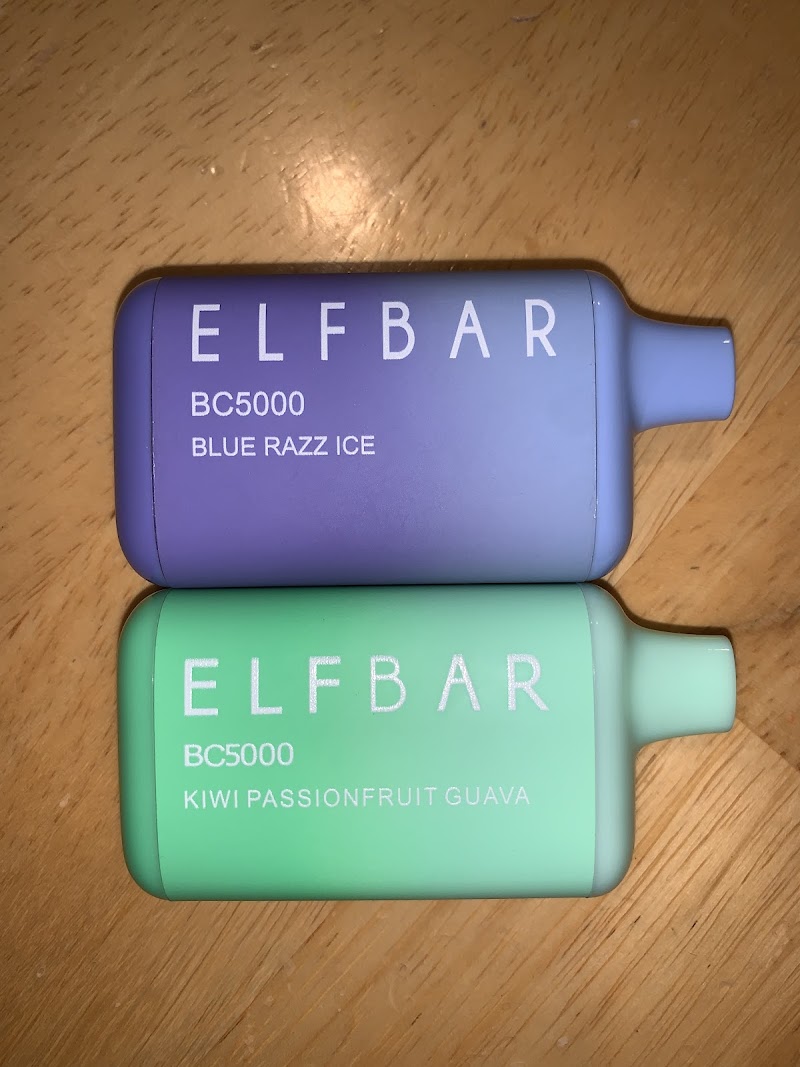 ELFBAR
BC5000
BLUE RAZZ ICE
ELFBAR
BC5000
KIWI PASSIONFRUIT GUAVA